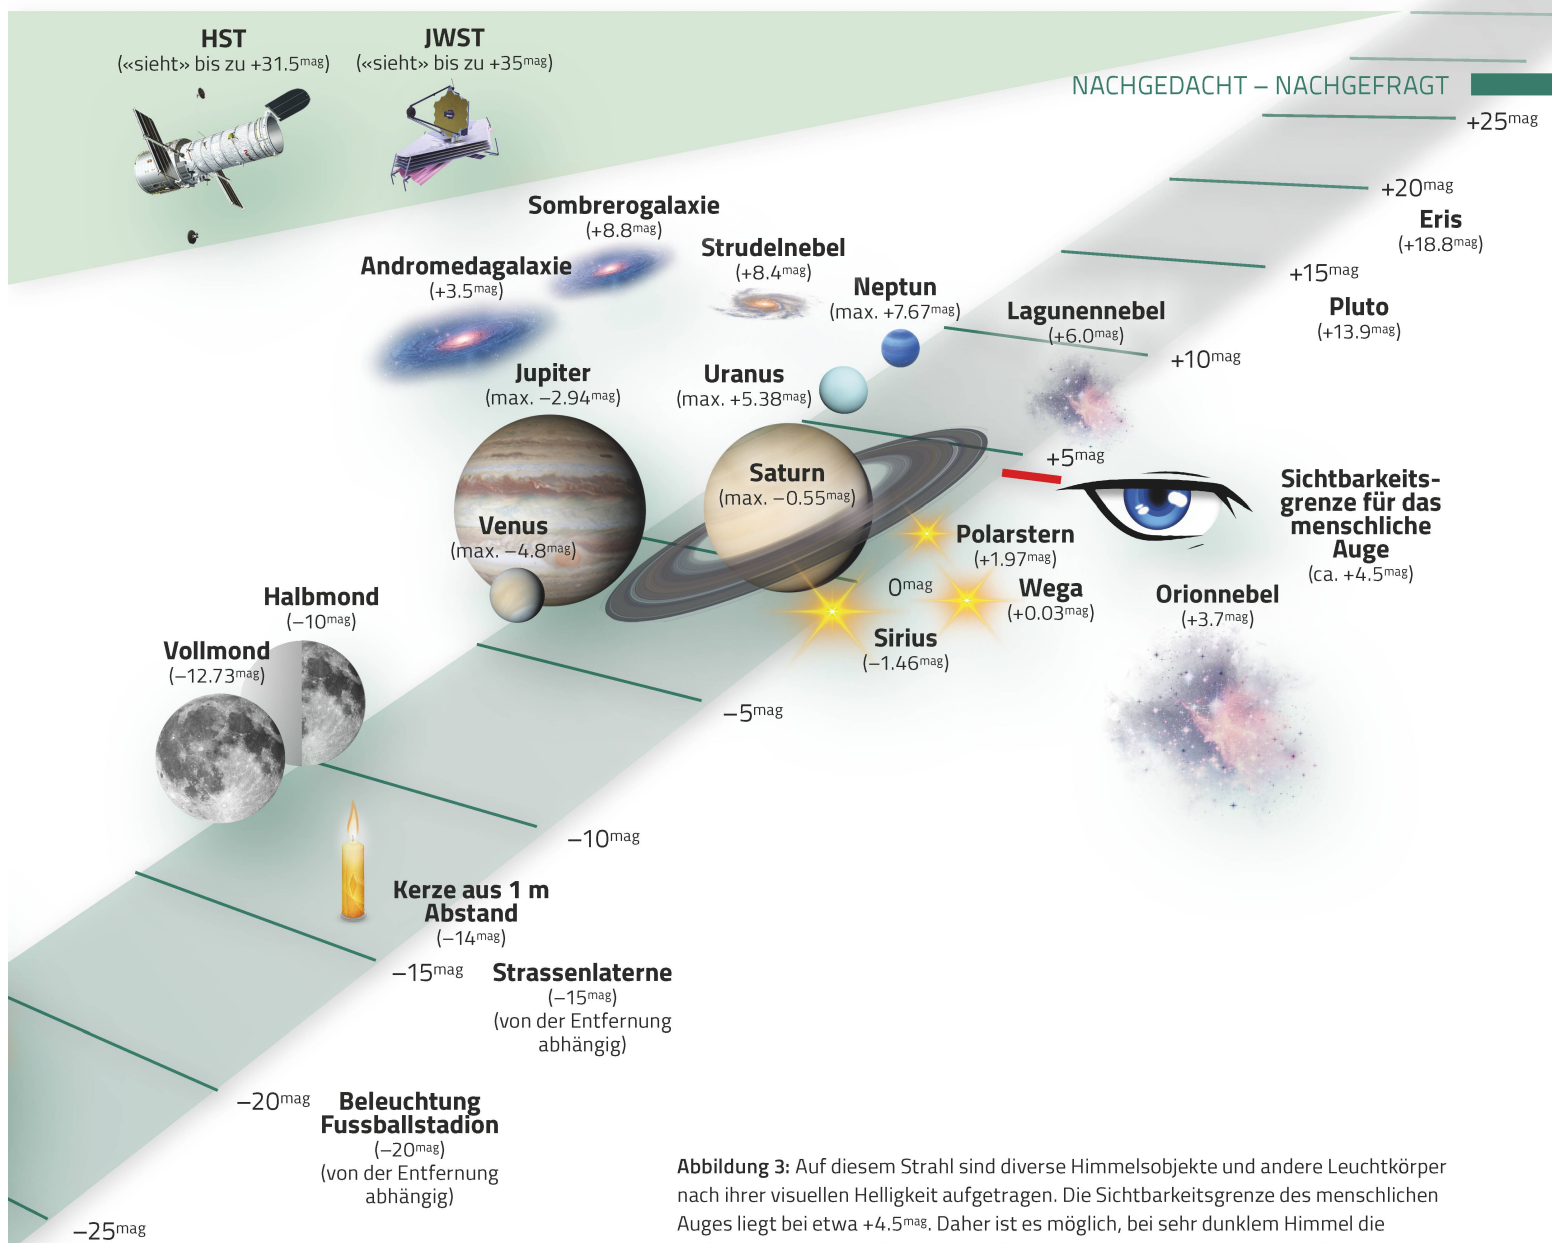 HST
(«sieht» bis zu +31.5mag)
JWST
(«sieht» bis zu +35mag)
NACHGEDACHT – NACHGEFRAGT
+25mag
+20mag
Eris
(+18.8mag)
+15mag
Pluto
(+13.9mag)
Sombrerogalaxie
(+8.8mag)
Andromedagalaxie
(+3.5mag)
Strudelnebel
(+8.4mag)
Neptun
(max. +7.67mag)
Lagunennebel
(+6.0mag)
+10mag
Jupiter
(max. –2.94mag)
Uranus
(max. +5.38mag)
+5mag
Saturn
(max. –0.55mag)
Sichtbarkeits-
grenze für das
menschliche
Auge
(ca. +4.5mag)
Venus
(max. –4.8mag)
Polarstern
(+1.97mag)
0mag
Wega
(+0.03mag)
Orionnebel
(+3.7mag)
Sirius
(–1.46mag)
Halbmond
(–10mag)
Vollmond
(–12.73mag)
–5mag
–10mag
Kerze aus 1 m
Abstand
(–14mag)
–15mag
Strassenlaterne
(–15mag)
(von der Entfernung
abhängig)
–20mag
Beleuchtung
Fussballstadion
(–20mag)
(von der Entfernung
abhängig)
–25mag
Abbildung 3: Auf diesem Strahl sind diverse Himmelsobjekte und andere Leuchtkörper
nach ihrer visuellen Helligkeit aufgetragen. Die Sichtbarkeitsgrenze des menschlichen
Auges liegt bei etwa +4.5mag. Daher ist es möglich, bei sehr dunklem Himmel die